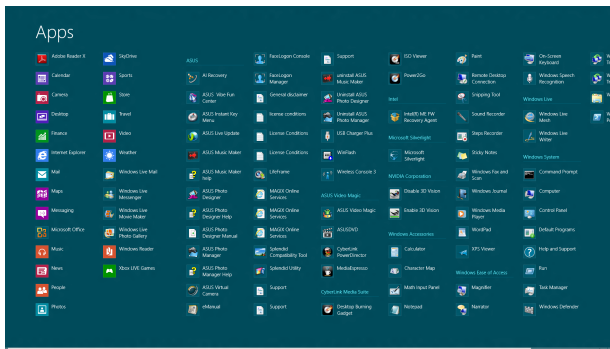 Apps
Adobe Reader X
Calendar
Camera
Desktop
Finance
Internet Explorer
Mail
Maps
Messaging
Microsoft Office
Music
News
People
Photos
SkyDrive
Sports
Store
Travel
Video
Weather
Windows Live Mail
Windows Live
Messenger
Windows Live
Movie Maker
Windows Live
Photo Gallery
Windows Reader
Xbox LIVE Games
ASUS
AI Recovery
ASUS Vibe Fun
Center
ASUS Instant Key
Menu
ASUS Live Update
ASUS Music Maker
ASUS Music Maker
help
ASUS Photo
Designer
ASUS Photo
Designer Help
ASUS Photo
Designer Manual
ASUS Photo
Manager
ASUS Photo
Manager Help
ASUS Virtual
Camera
eManual
FaceLogon Console
FaceLogon
Manager
General disclaimer
license conditions
License Conditions
License Conditions
LifeFrame
MAGIX Online
Services
MAGIX Online
Services
MAGIX Online
Services
Splendid
Compatibility Tool
Splendid Utility
Support
Support
Support
uninstall ASUS
Music Maker
Uninstall ASUS
Photo Designer
Uninstall ASUS
Photo Manager
USB Charger Plus
WinFlash
Wireless Console 3
ASUS Video Magic
ASUS Video Magic
ASUSDVD
CyberLink
PowerDirector
MediaEspresso
CyberLink Media Suite
Desktop Burning
Gadget
ISO Viewer
Power2Go
Intel
Intel(R) ME FW
Recovery Agent
Microsoft Silverlight
Microsoft
Silverlight
NVIDIA Corporation
Disable 3D Vision
Enable 3D Vision
Windows Accessories
Calculator
Character Map
Math Input Panel
Notepad
Paint
Remote Desktop
Connection
Snipping Tool
Sound Recorder
Steps Recorder
Sticky Notes
Windows Fax and
Scan
Windows Journal
Windows Media
Player
WordPad
XPS Viewer
Windows Ease of Access
Magnifier
Narrator
On-Screen
Keyboard
Windows Speech
Recognition
Windows Live
Windows Live
Mesh
Windows Live
Writer
Windows System
Command Prompt
Computer
Control Panel
Default Programs
Help and Support
Run
Task Manager
Windows Defender